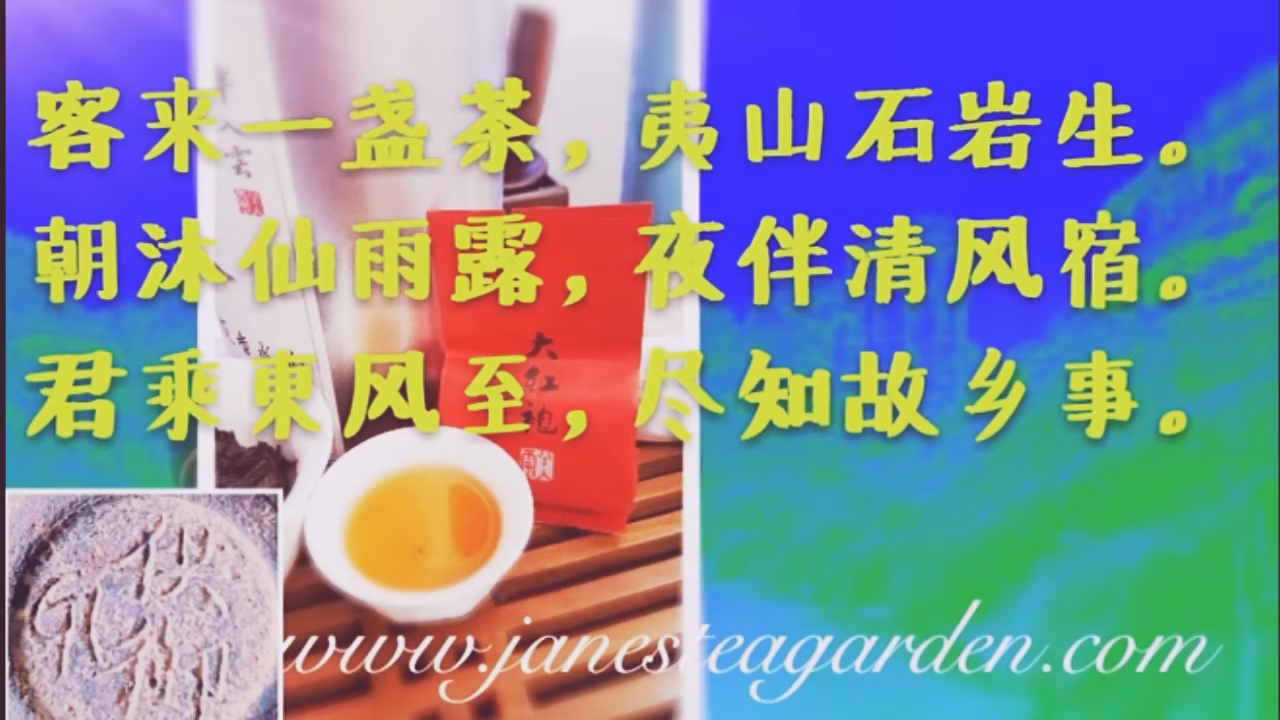 客来一盏茶，夷山石岩生。
朝沐仙雨露，夜伴清风宿。
君乘東风至，尽知故乡事。
大红袍
www.janesteagarden.com